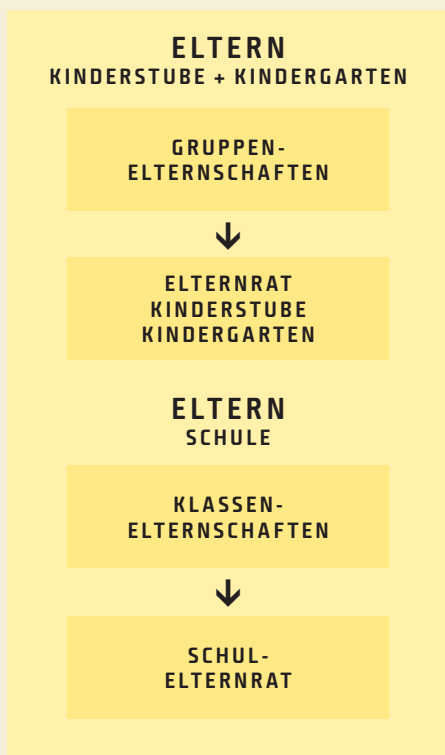 ELTERN
KINDERSTUBE + KINDERGARTEN
GRUPPEN-
ELTERNSCHAFTEN
ELTERNRAT
KINDERSTUBE
KINDERGARTEN
ELTERN
SCHULE
KLASSEN-
ELTERNSCHAFTEN
SCHUL-
ELTERNRAT